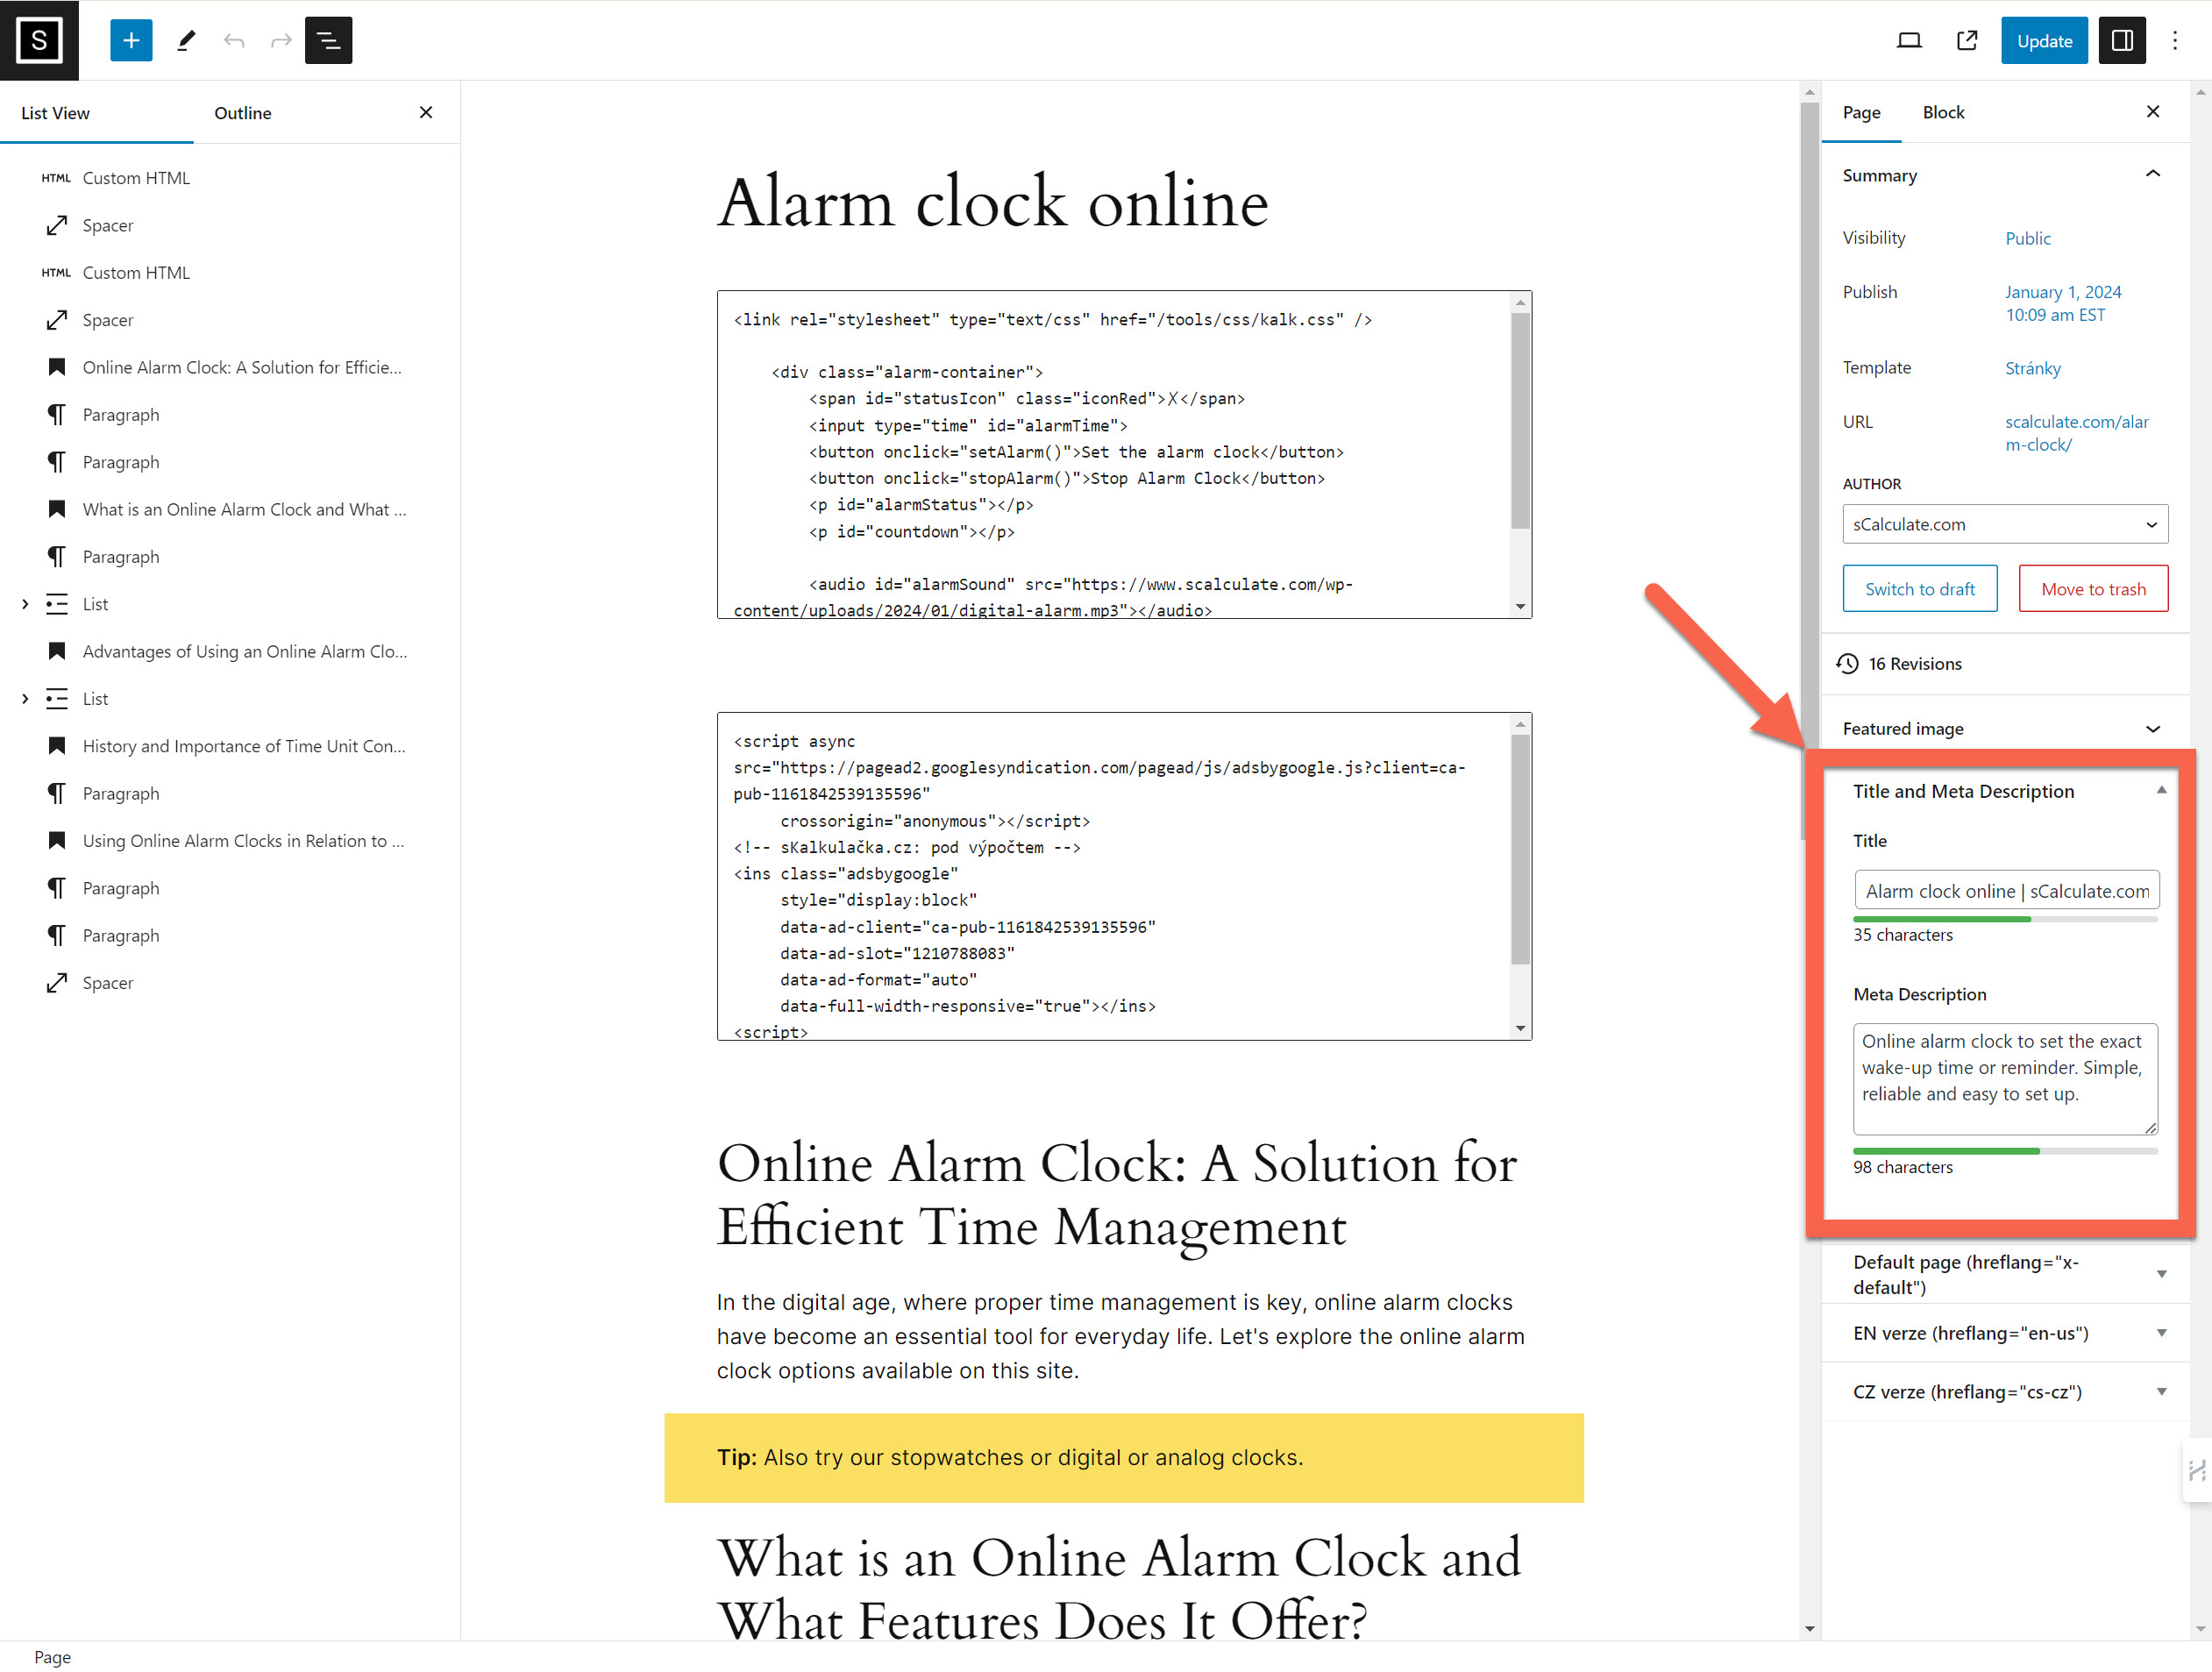 S
Update
List View
Outline
HTML Custom HTML
Spacer
HTML Custom HTML
Spacer
Online Alarm Clock: A Solution for Efficie...
Paragraph
Paragraph
What is an Online Alarm Clock and What ...
Paragraph
List
Advantages of Using an Online Alarm Clo...
List
History and Importance of Time Unit Con...
Paragraph
Using Online Alarm Clocks in Relation to ...
Paragraph
Paragraph
Spacer
Alarm clock online
<link rel="stylesheet" type="text/css" href="/tools/css/kalk.css" />
<div class="alarm-container">
<span id="statusIcon" class="iconRed">✗</span>
<input type="time" id="alarmTime">
<button onclick="setAlarm()">Set the alarm clock</button>
<button onclick="stopAlarm()">Stop Alarm Clock</button>
<p id="alarmStatus"></p>
<p id="countdown"></p>
<audio id="alarmSound" src="https://www.scalculate.com/wp-
content/uploads/2024/01/digital-alarm.mp3"></audio>
<script async
src="https://pagead2.googlesyndication.com/pagead/js/adsbygoogle.js?client=ca-
pub-1161842539135596"
crossorigin="anonymous"></script>
<!-- sKalkulačka.cz: pod výpočtem -->
<ins class="adsbygoogle"
style="display:block"
data-ad-client="ca-pub-1161842539135596"
data-ad-slot="1210788083"
data-ad-format="auto"
data-full-width-responsive="true"></ins>
<script>
Online Alarm Clock: A Solution for
Efficient Time Management
In the digital age, where proper time management is key, online alarm clocks
have become an essential tool for everyday life. Let's explore the online alarm
clock options available on this site.
Tip: Also try our stopwatches or digital or analog clocks.
What is an Online Alarm Clock and
What Features Does It Offer?
Page
Block
Summary
Visibility
Public
Publish
January 1, 2024
10:09 am EST
Template
Stránky
URL
scalculate.com/alar
m-clock/
AUTHOR
sCalculate.com
Switch to draft
Move to trash
16 Revisions
Featured image
Title and Meta Description
Title
Alarm clock online | sCalculate.com
35 characters
Meta Description
Online alarm clock to set the exact
wake-up time or reminder. Simple,
reliable and easy to set up.
98 characters
Default page (hreflang="x-
default")
EN verze (hreflang="en-us")
CZ verze (hreflang="cs-cz")
Page